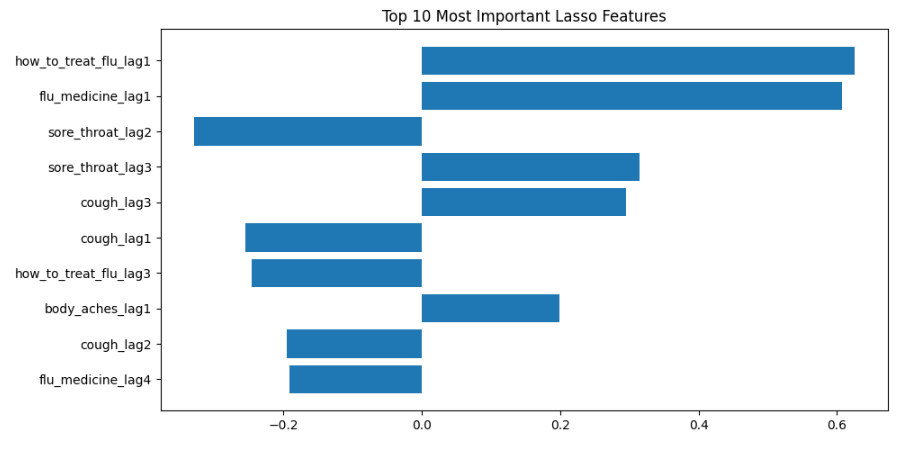 Top 10 Most Important Lasso Features
how_to_treat_flu_lag1
flu_medicine_lag1
sore_throat_lag2
sore_throat_lag3
cough_lag3
cough_lag1
how_to_treat_flu_lag3
body_aches_lag1
cough_lag2
flu_medicine_lag4
−0.2 0.0 0.2 0.4 0.6